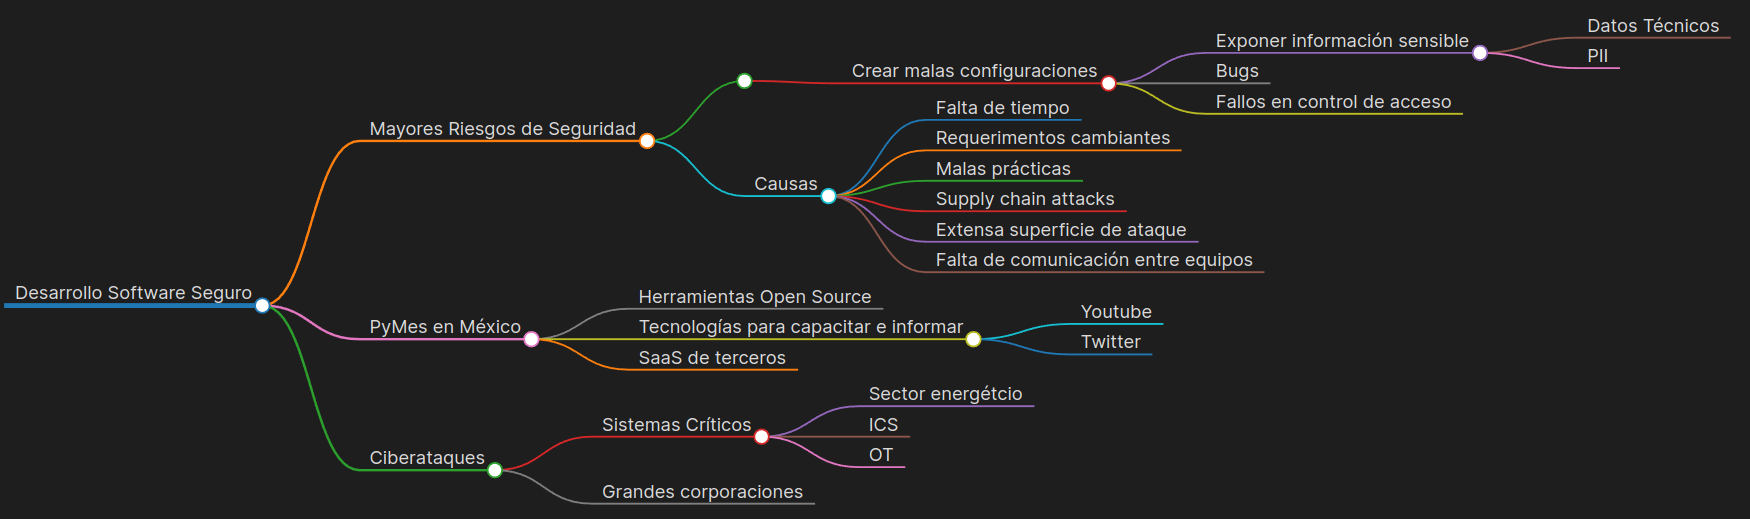 Desarrollo Software Seguro
Mayores Riesgos de Seguridad
Crear malas configuraciones
Exponer información sensible
Datos Técnicos
PII
Bugs
Fallos en control de acceso
Causas
Falta de tiempo
Requerimentos cambiantes
Malas prácticas
Supply chain attacks
Extensa superficie de ataque
Falta de comunicación entre equipos
PyMes en México
Herramientas Open Source
Tecnologías para capacitar e informar
Youtube
Twitter
SaaS de terceros
Ciberataques
Sistemas Críticos
Sector energétcio
ICS
OT
Grandes corporaciones